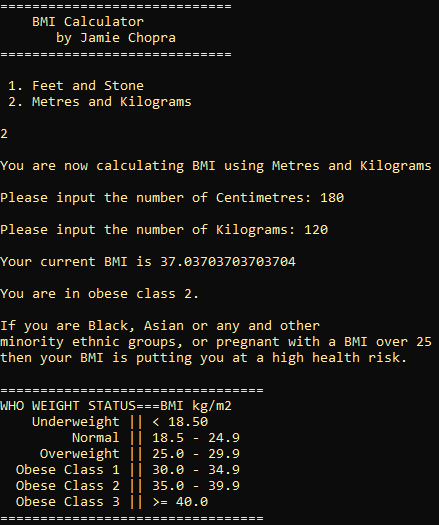 =============================
BMI Calculator
by Jamie Chopra
=============================
1. Feet and Stone
2. Metres and Kilograms
2
You are now calculating BMI using Metres and Kilograms
Please input the number of Centimetres: 180
Please input the number of Kilograms: 120
Your current BMI is 37.03703703703704
You are in obese class 2.
If you are Black, Asian or any and other
minority ethnic groups, or pregnant with a BMI over 25
then your BMI is putting you at a high health risk.
=================================
WHO WEIGHT STATUS===BMI kg/m2
Underweight || < 18.50
Normal || 18.5 - 24.9
Overweight || 25.0 - 29.9
Obese Class 1 || 30.0 - 34.9
Obese Class 2 || 35.0 - 39.9
Obese Class 3 || >= 40.0
=================================